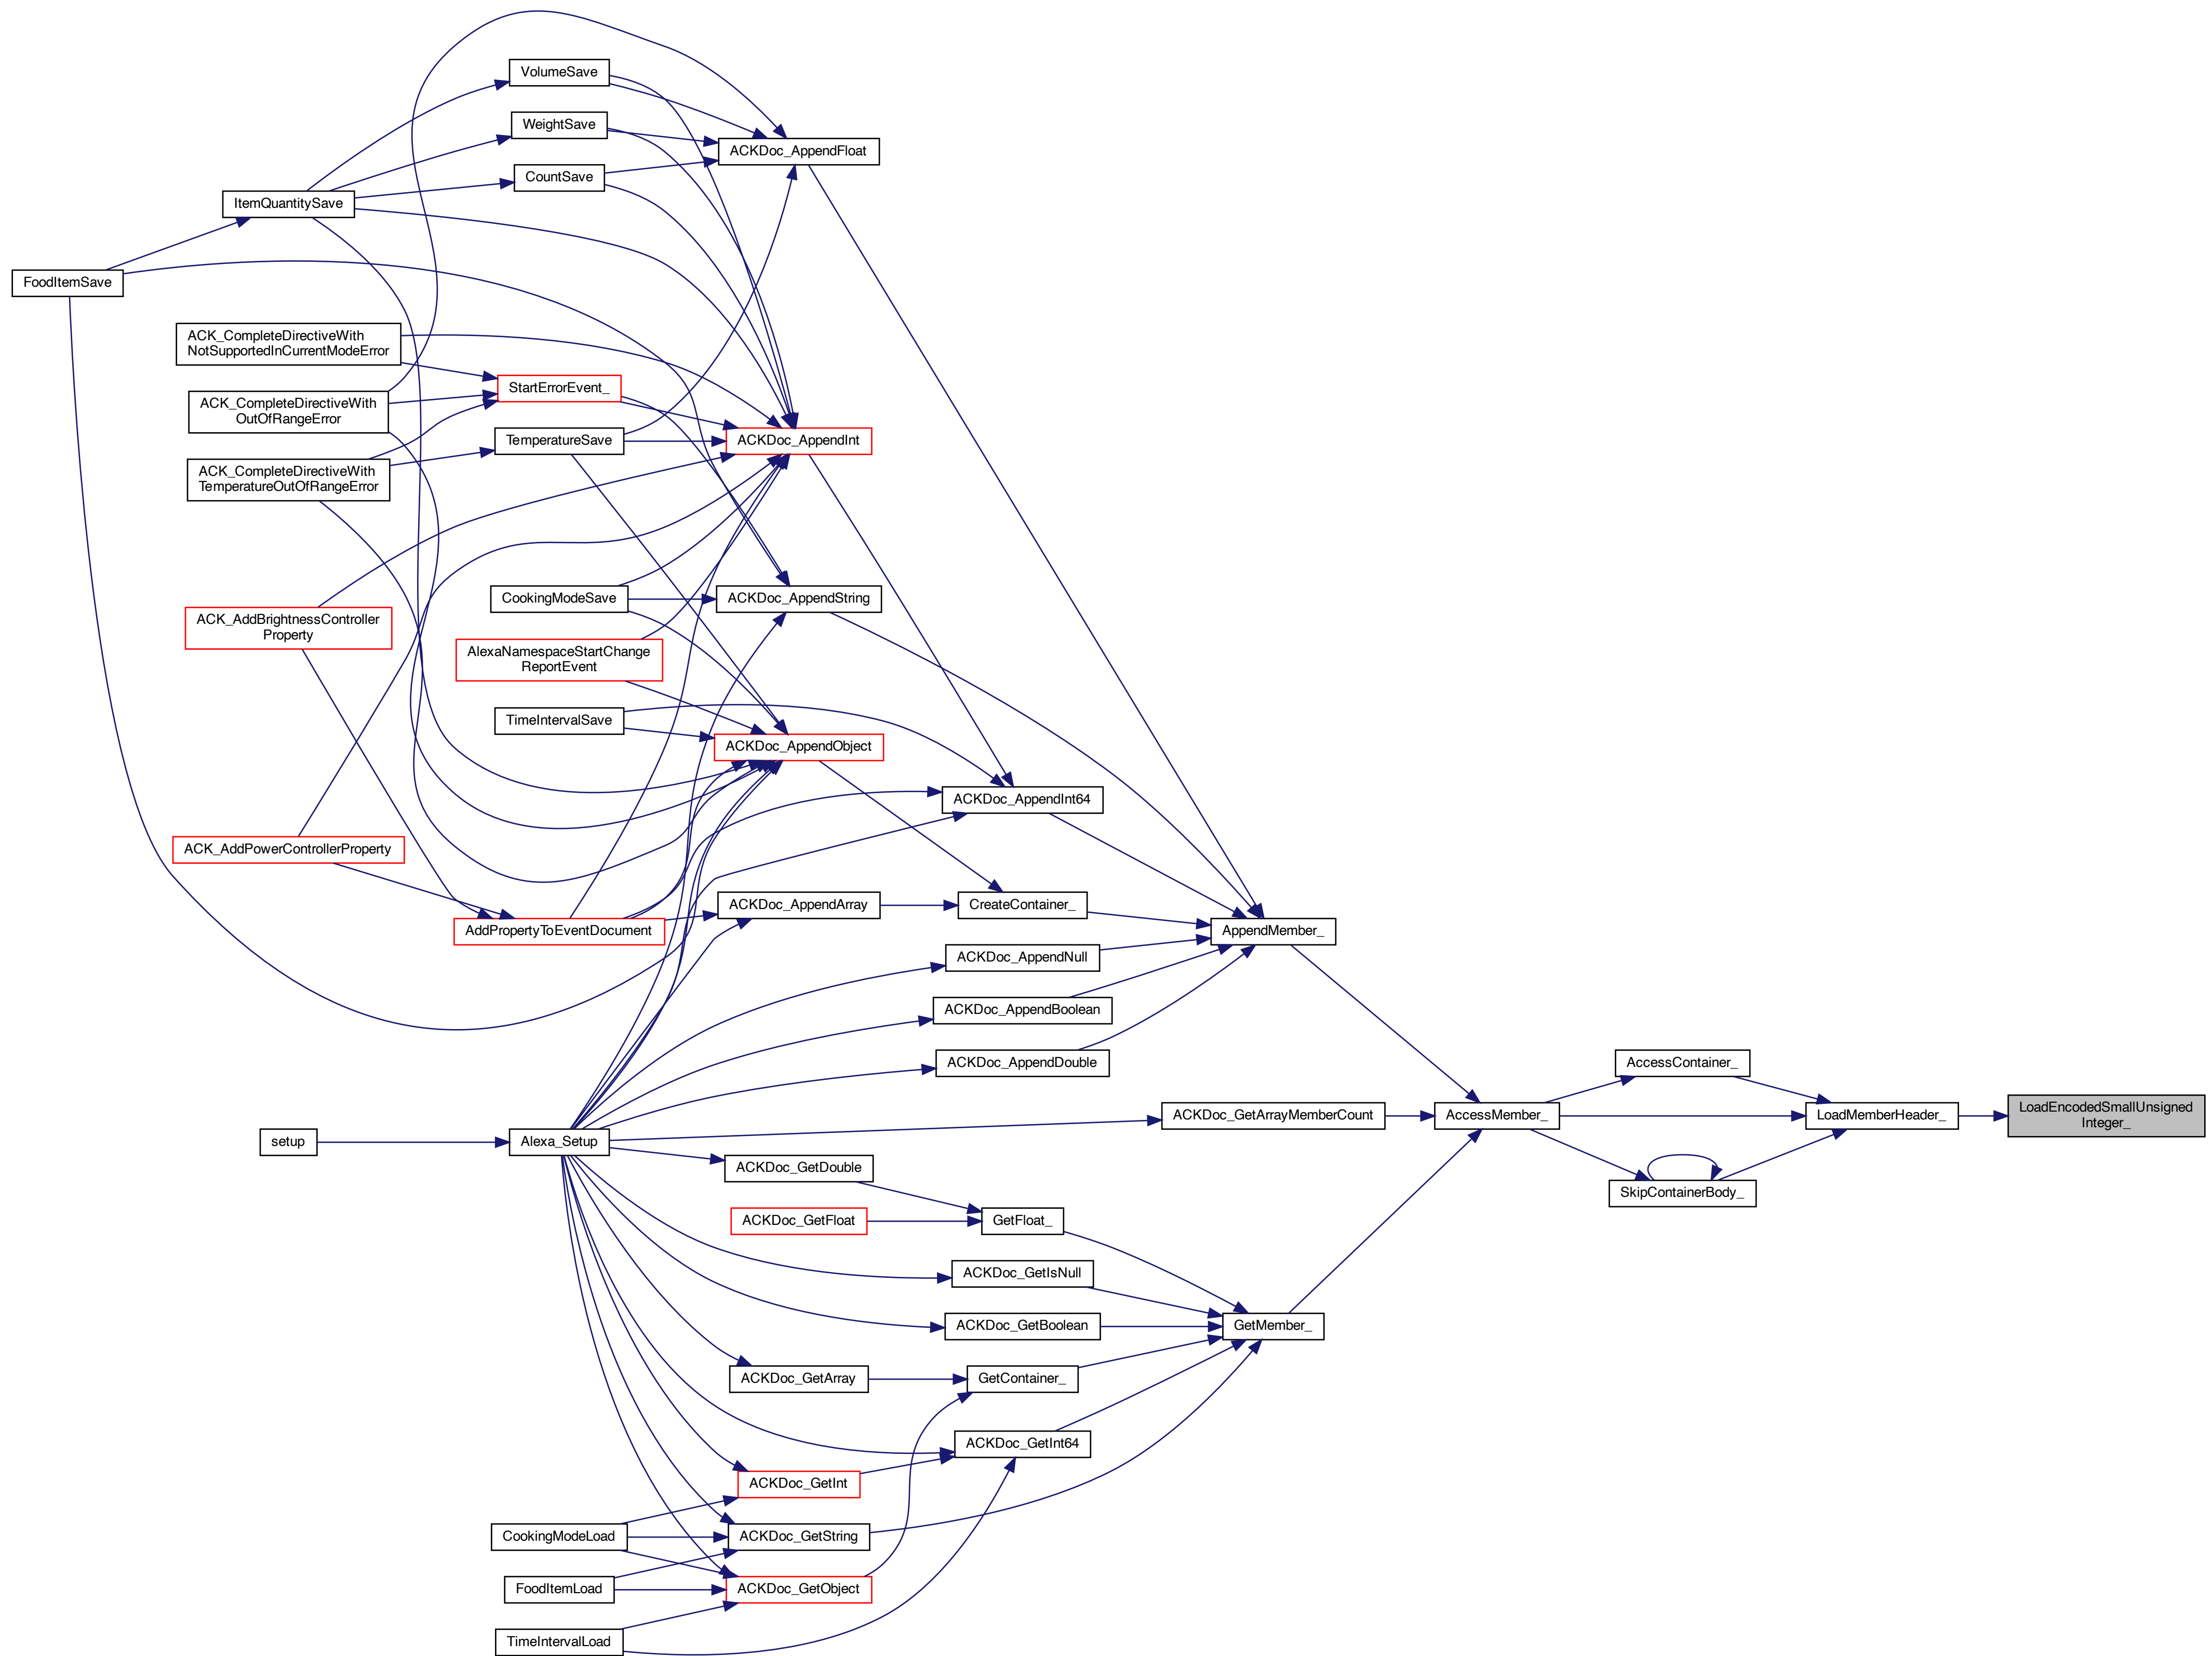 VolumeSave
WeightSave
ACKDoc_AppendFloat
CountSave
ItemQuantitySave
FoodItemSave
ACK_CompleteDirectiveWith
NotSupportedInCurrentModeError
StartErrorEvent_
ACK_CompleteDirectiveWith
OutOfRangeError
TemperatureSave
ACKDoc_AppendInt
ACK_CompleteDirectiveWith
TemperatureOutOfRangeError
CookingModeSave
ACKDoc_AppendString
ACK_AddBrightnessController
Property
AlexaNamespaceStartChange
ReportEvent
TimeIntervalSave
ACKDoc_AppendObject
ACKDoc_AppendInt64
ACK_AddPowerControllerProperty
ACKDoc_AppendArray
CreateContainer_
AddPropertyToEventDocument
AppendMember_
ACKDoc_AppendNull
ACKDoc_AppendBoolean
ACKDoc_AppendDouble
AccessContainer_
setup
Alexa_Setup
ACKDoc_GetArrayMemberCount
AccessMember_
LoadMemberHeader_
LoadEncodedSmallUnsigned
Integer_
ACKDoc_GetDouble
SkipContainerBody_
ACKDoc_GetFloat
GetFloat_
ACKDoc_GetIsNull
ACKDoc_GetBoolean
GetMember_
ACKDoc_GetArray
GetContainer_
ACKDoc_GetInt64
ACKDoc_GetInt
CookingModeLoad
ACKDoc_GetString
FoodItemLoad
ACKDoc_GetObject
TimeIntervalLoad